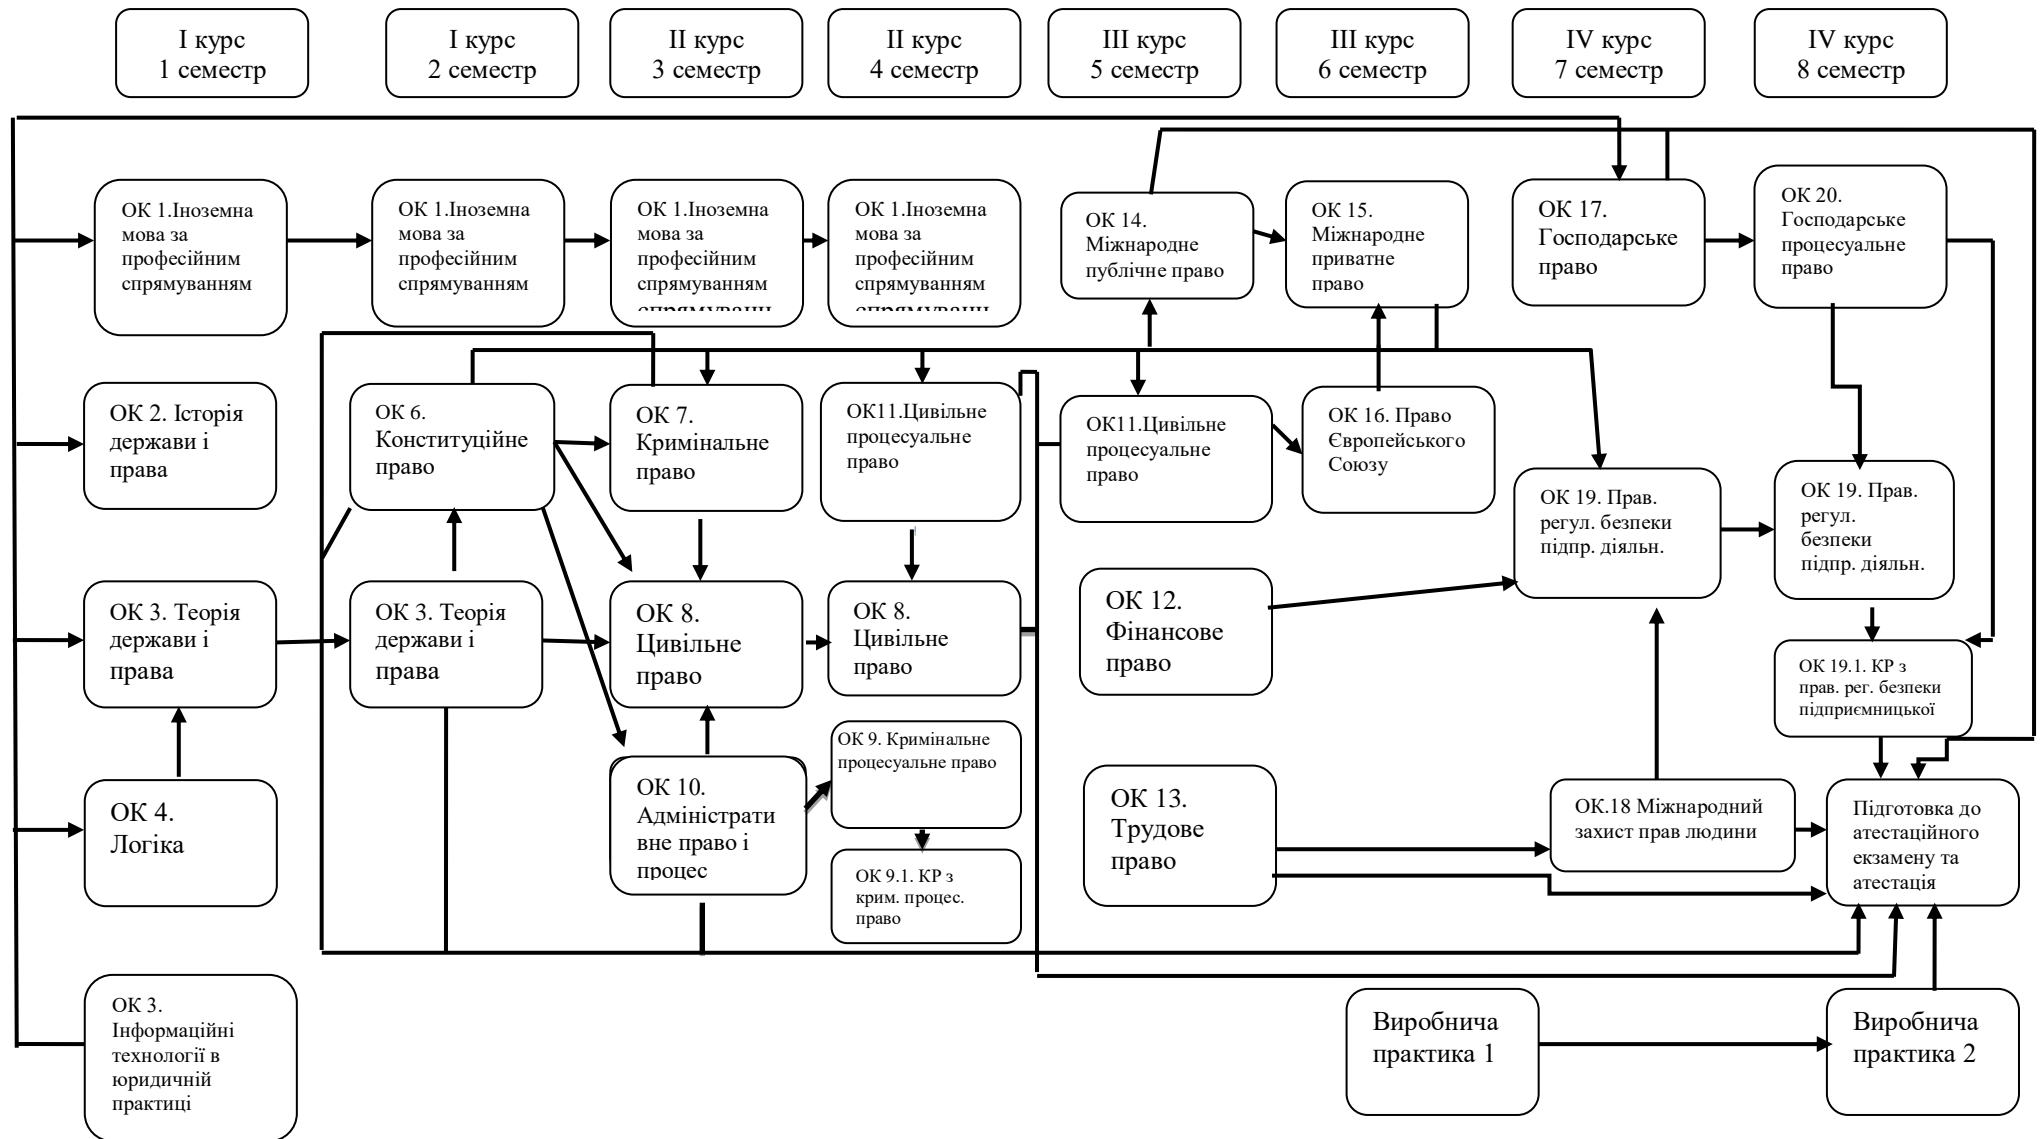 І курс
1 семестр
І курс
2 семестр
ІІ курс
3 семестр
ІІ курс
4 семестр
ІІІ курс
5 семестр
ІІІ курс
6 семестр
IV курс
7 семестр
IV курс
8 семестр
ОК 1.Іноземна
мова за
професійним
спрямуванням
ОК 1.Іноземна
мова за
професійним
спрямуванням
ОК 1.Іноземна
мова за
професійним
спрямуванням
ОК 1.Іноземна
мова за
професійним
спрямуванням
ОК 14.
Міжнародне
публічне право
ОК 15.
Міжнародне
приватне
право
ОК 17.
Господарське
право
ОК 20.
Господарське
процесуальне
право
ОК 2. Історія
держави і
права
ОК 6.
Конституційне
право
ОК 7.
Кримінальне
право
ОК11.Цивільне
процесуальне
право
ОК11.Цивільне
процесуальне
право
ОК 16. Право
Європейського
Союзу
ОК 19. Прав.
регул. безпеки
підпр. діяльн.
ОК 19. Прав.
регул.
безпеки
підпр. діяльн.
ОК 3. Теорія
держави і
права
ОК 3. Теорія
держави і
права
ОК 8.
Цивільне
право
ОК 8.
Цивільне
право
ОК 12.
Фінансове
право
ОК 19.1. КР з
прав. рег. безпеки
підприємницької
ОК 4.
Логіка
ОК 10.
Адміністрати
вне право і
процес
ОК 9. Кримінальне
процесуальне право
ОК 9.1. КР з
крим. процес.
право
ОК 13.
Трудове
право
ОК.18 Міжнародний
захист прав людини
Підготовка до
атестаційного
екзамену та
атестація
ОК 3.
Інформаційні
технології в
юридичній
практиці
Виробнича
практика 1
Виробнича
практика 2